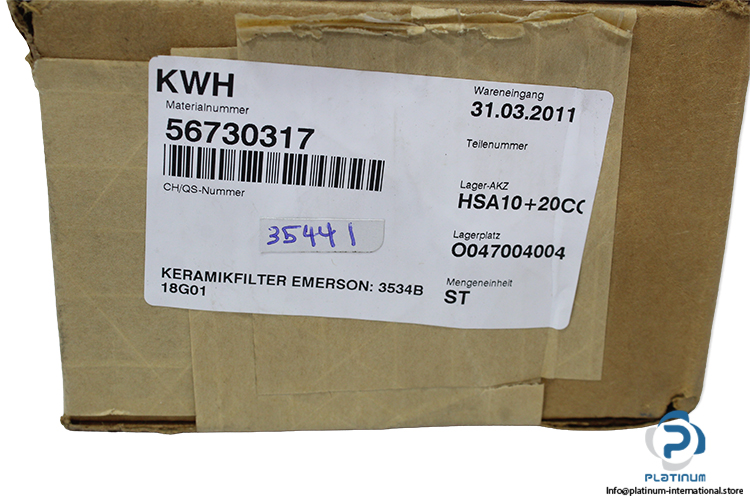 KWH
Materialnummer
56730317
CH/QS-Nummer
35441
KERAMIKFILTER EMERSON: 3534B
18G01
Wareneingang
31.03.2011
Teilenummer
Lager-AKZ
HSA10+20CC
Lagerplatz
O047004004
Mengeneinheit
ST
PLATINUM
Info@platinum-international.store